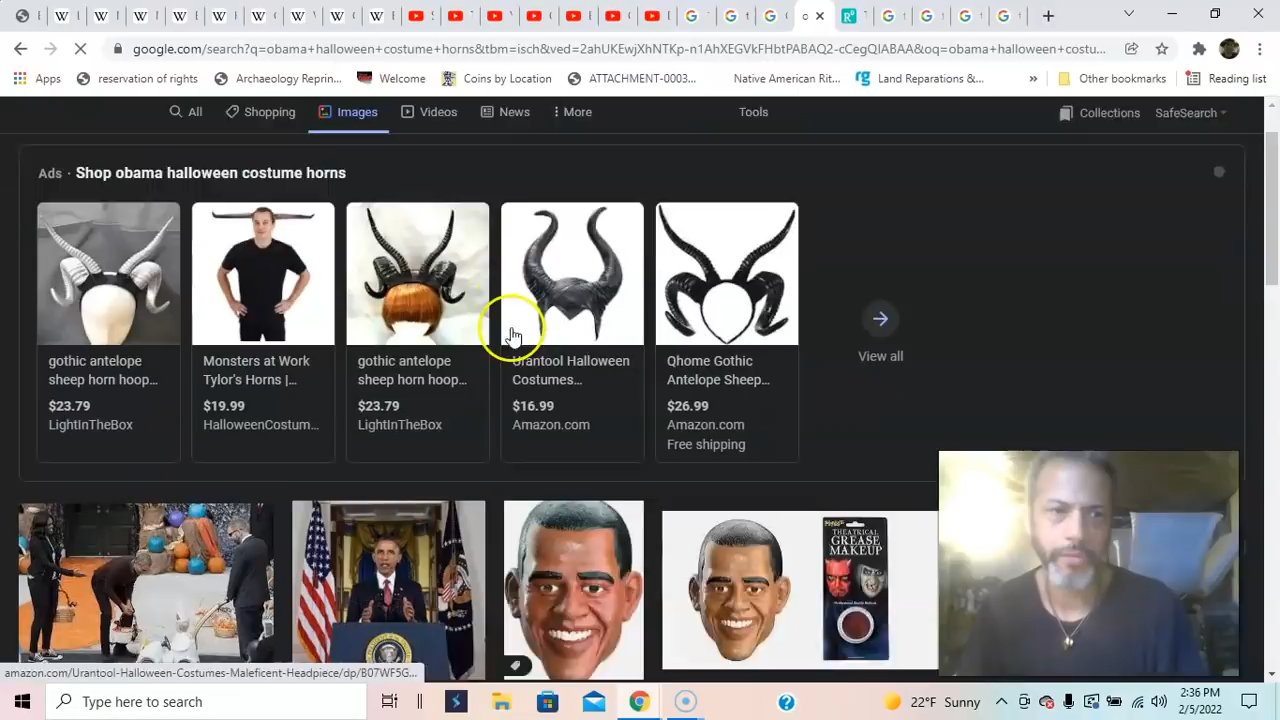 W
W
W
W
W
W
W
W
o
google.com/search?q=obama+halloween+costume+horns&tbm=isch&ved=2ahUKEwjXhNTKp-n1AhXEGVkFHbtPABAQ2-cCegQIABAA&oq=obama+halloween+costu...
Apps
reservation of rights
Archaeology Reprin...
Welcome
Coins by Location
ATTACHMENT-0003...
Native American Rit...
Land Reparations &...
»
Other bookmarks
Reading list
All
Shopping
Images
Videos
News
More
Tools
Collections
SafeSearch
Ads · Shop obama halloween costume horns
gothic antelope
sheep horn hoop...
$23.79
LightInTheBox
Monsters at Work
Tylor's Horns |...
$19.99
HalloweenCostum...
gothic antelope
sheep horn hoop...
$23.79
LightInTheBox
Urantool Halloween
Costumes...
$16.99
Amazon.com
Qhome Gothic
Antelope Sheep...
$26.99
Amazon.com
Free shipping
View all
THEATRICAL
GREASE
MAKEUP
amazon.com/Urantool-Halloween-Costumes-Maleficent-Headpiece/dp/B07WF5G...
Type here to search
22°F Sunny
2:36 PM
2/5/2022